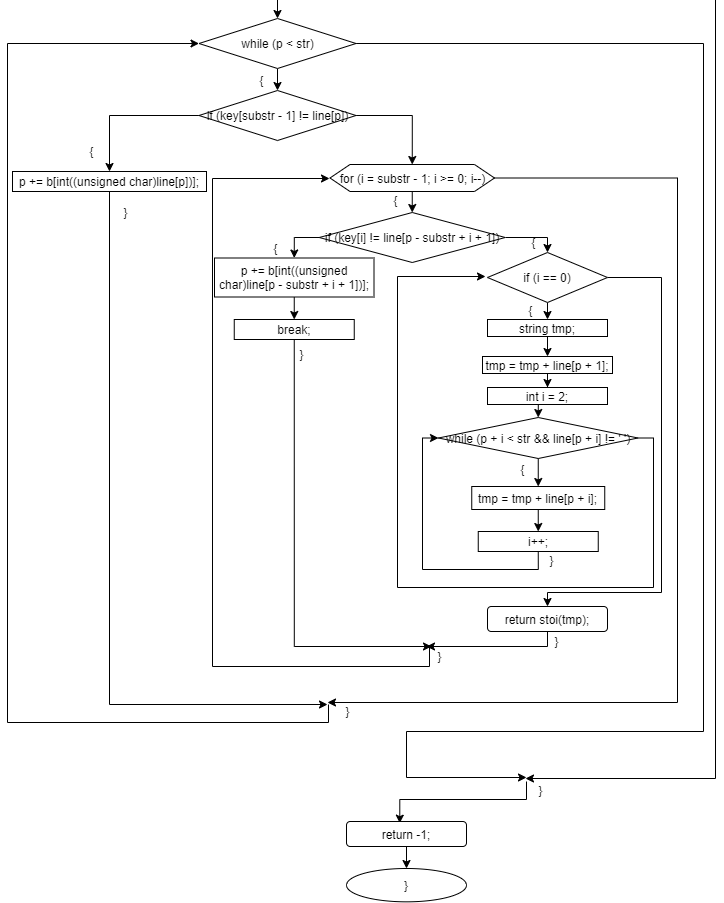 while (p < str)
{
if (key[substr - 1] != line[p])
{
p += b[int((unsigned char)line[p])];
}
for (i = substr - 1; i >= 0; i--)
{
if (key[i] != line[p - substr + i + 1])
{
{
p += b[int((unsigned
char)line[p - substr + i + 1])];
break;
}
if (i == 0)
{
string tmp;
tmp = tmp + line[p + 1];
int i = 2;
while (p + i < str && line[p + i] != ' ')
{
tmp = tmp + line[p + i];
i++;
}
return stoi(tmp);
}
}
}
}
return -1;
}